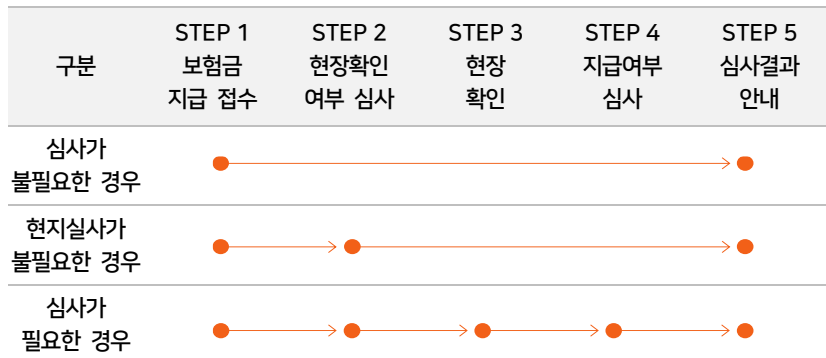 구분
STEP 1
보험금
지급 접수
STEP 2
현장확인
여부 심사
STEP 3
현장
확인
STEP 4
지급여부
심사
STEP 5
심사결과
안내
심사가
불필요한 경우
현지실사가
불필요한 경우
심사가
필요한 경우